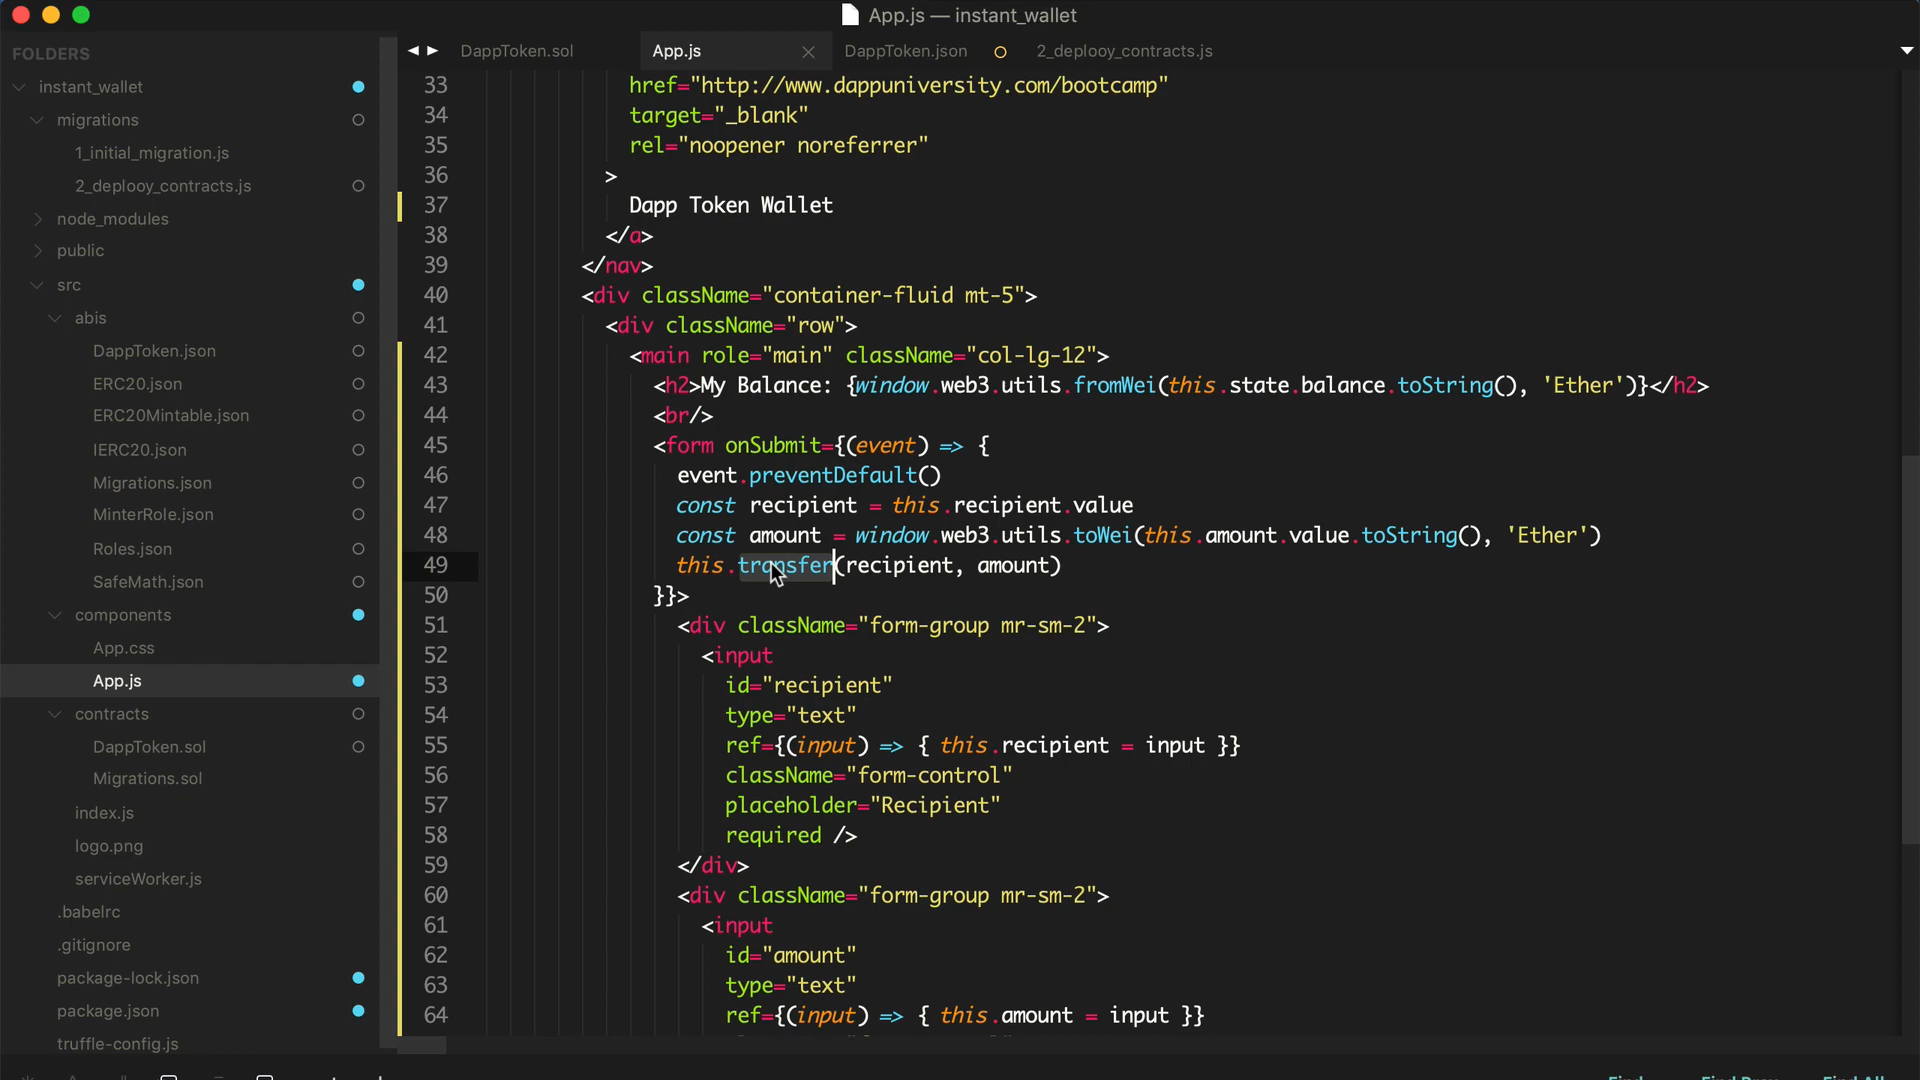 App.js — instant_wallet
FOLDERS
instant_wallet
migrations
1_initial_migration.js
2_deplooy_contracts.js
node_modules
public
src
abis
DappToken.json
ERC20.json
ERC20Mintable.json
IERC20.json
Migrations.json
MinterRole.json
Roles.json
SafeMath.json
components
App.css
App.js
contracts
DappToken.sol
Migrations.sol
index.js
logo.png
serviceWorker.js
.babelrc
.gitignore
package-lock.json
package.json
truffle-config.js
DappToken.sol App.js DappToken.json 2_deplooy_contracts.js
33 href="http://www.dappuniversity.com/bootcamp"
34 target="_blank"
35 rel="noopener noreferrer"
36 >
37 Dapp Token Wallet
38 </a>
39 </nav>
40 <div className="container-fluid mt-5">
41 <div className="row">
42 <main role="main" className="col-lg-12">
43 <h2>My Balance: {window.web3.utils.fromWei(this.state.balance.toString(), 'Ether')}</h2>
44 <br/>
45 <form onSubmit={(event) => {
46 event.preventDefault()
47 const recipient = this.recipient.value
48 const amount = window.web3.utils.toWei(this.amount.value.toString(), 'Ether')
49 this.transfer(recipient, amount)
50 }}>
51 <div className="form-group mr-sm-2">
52 <input
53 id="recipient"
54 type="text"
55 ref={(input) => { this.recipient = input }}
56 className="form-control"
57 placeholder="Recipient"
58 required />
59 </div>
60 <div className="form-group mr-sm-2">
61 <input
62 id="amount"
63 type="text"
64 ref={(input) => { this.amount = input }}
Find Find Prev Find All